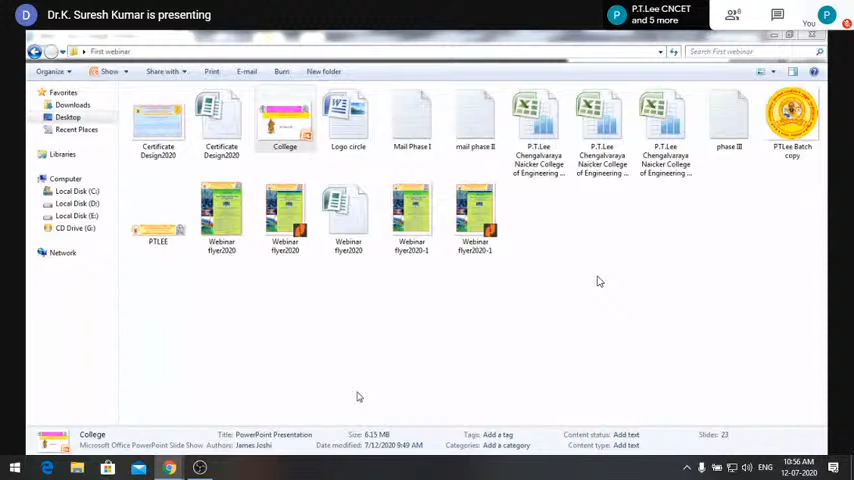 Dr.K. Suresh Kumar is presenting
P
P.T.Lee CNCET
and 5 more
6
You
P
D
First webinar
Search First webinar
Organize
Show
Share with
Print
E-mail
Burn
New folder
Favorites
Downloads
Desktop
Recent Places
Libraries
Computer
Local Disk (C:)
Local Disk (D:)
Local Disk (E:)
CD Drive (G:)
Network
Certificate
Design2020
Certificate
Design2020
College
Logo circle
Mail Phase I
mail phase II
P.T.Lee
Chengalvaraya
Naicker College
of Engineering ...
P.T.Lee
Chengalvaraya
Naicker College
of Engineering ...
P.T.Lee
Chengalvaraya
Naicker College
of Engineering ...
phase III
PTLee Batch
copy
PTLEE
Webinar
flyer2020
Webinar
flyer2020
Webinar
flyer2020
Webinar
flyer2020-1
Webinar
flyer2020-1
College
Title: PowerPoint Presentation
Size: 6.15 MB
Tags: Add a tag
Content status: Add text
Slides: 23
Microsoft Office PowerPoint Slide Show
Authors: James Joshi
Date modified: 7/12/2020 9:49 AM
Categories: Add a category
Content type: Add text
ENG
10:56 AM
12-07-2020